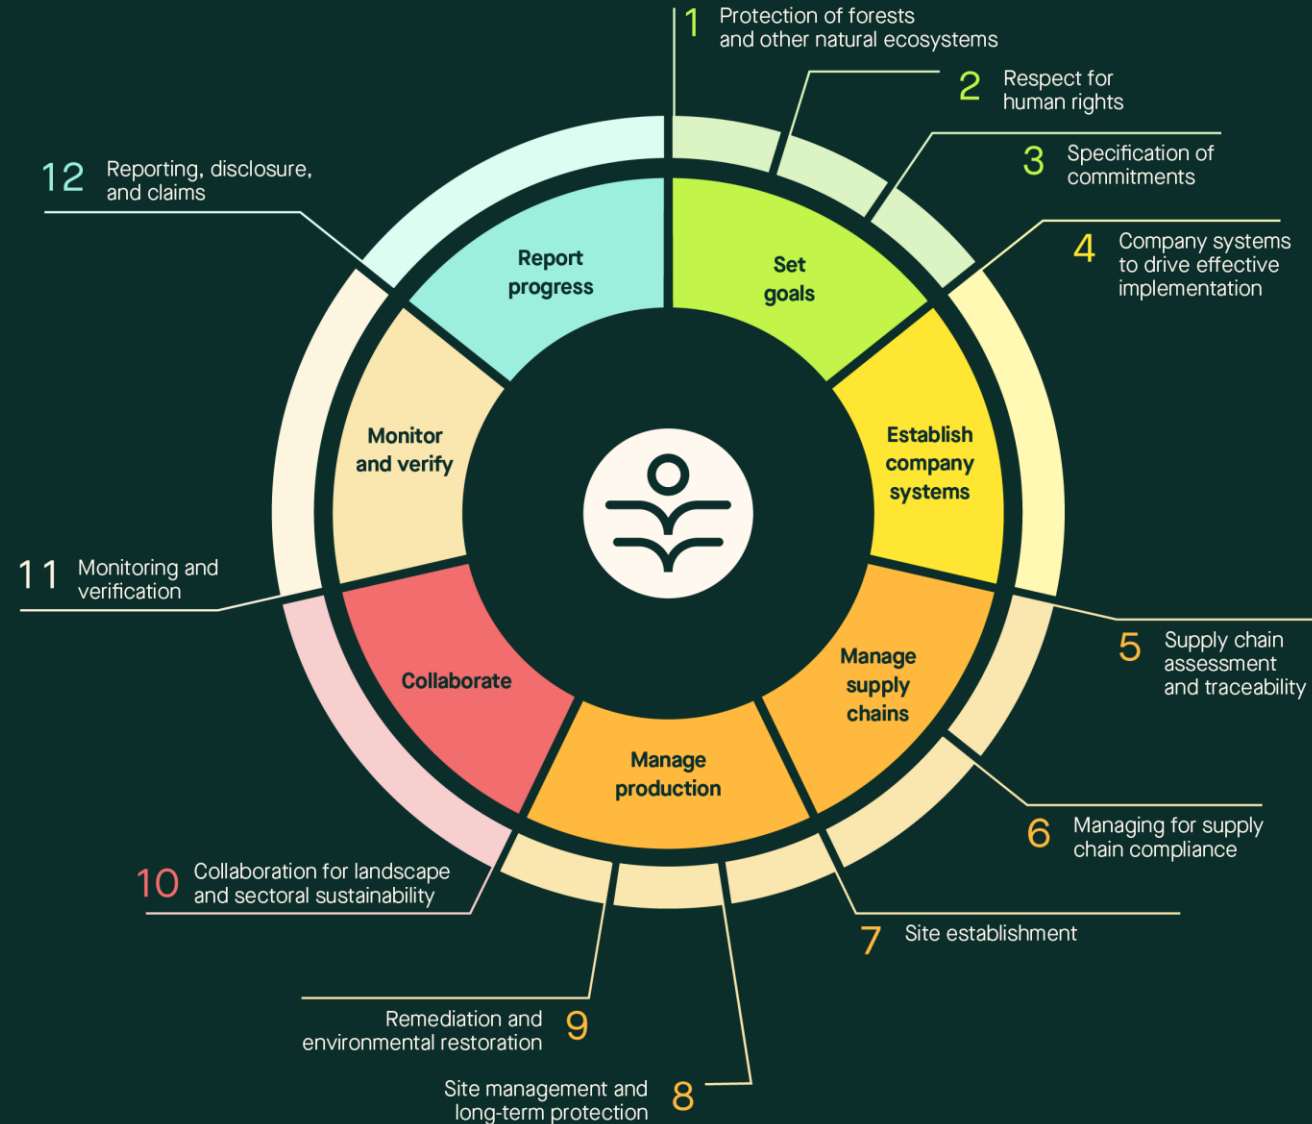 1 Protection of forests
and other natural ecosystems
2 Respect for
human rights
3 Specification of
commitments
4 Company systems
to drive effective
implementation
5 Supply chain
assessment
and traceability
6 Managing for supply
chain compliance
7 Site establishment
8 Site management and
long-term protection
9 Remediation and
environmental restoration
10 Collaboration for landscape
and sectoral sustainability
11 Monitoring and
verification
12 Reporting, disclosure,
and claims
Set
goals
Establish
company
systems
Manage
supply
chains
Manage
production
Collaborate
Monitor
and verify
Report
progress